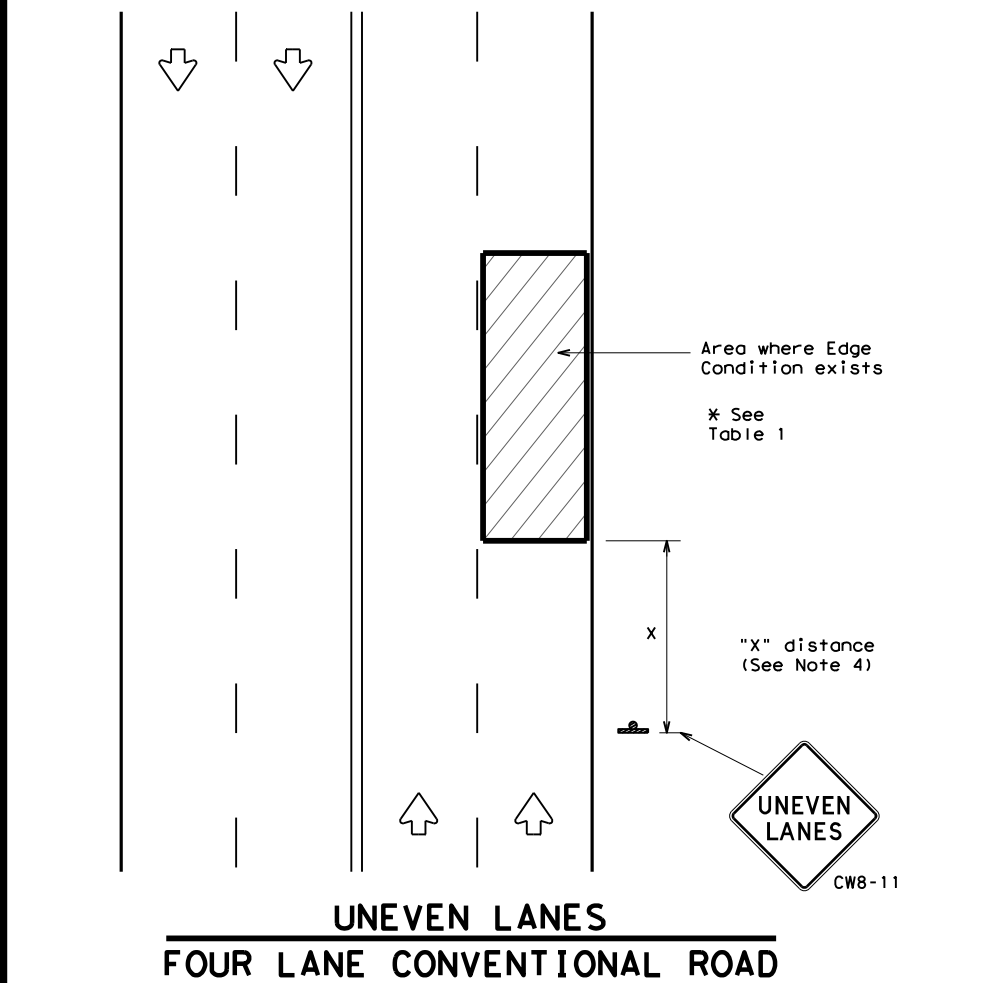 Area where Edge
Condition exists
* See
Table 1
X
"X" distance
(See Note 4)
UNEVEN
LANES
CW8-11
UNEVEN LANES
FOUR LANE CONVENTIONAL ROAD